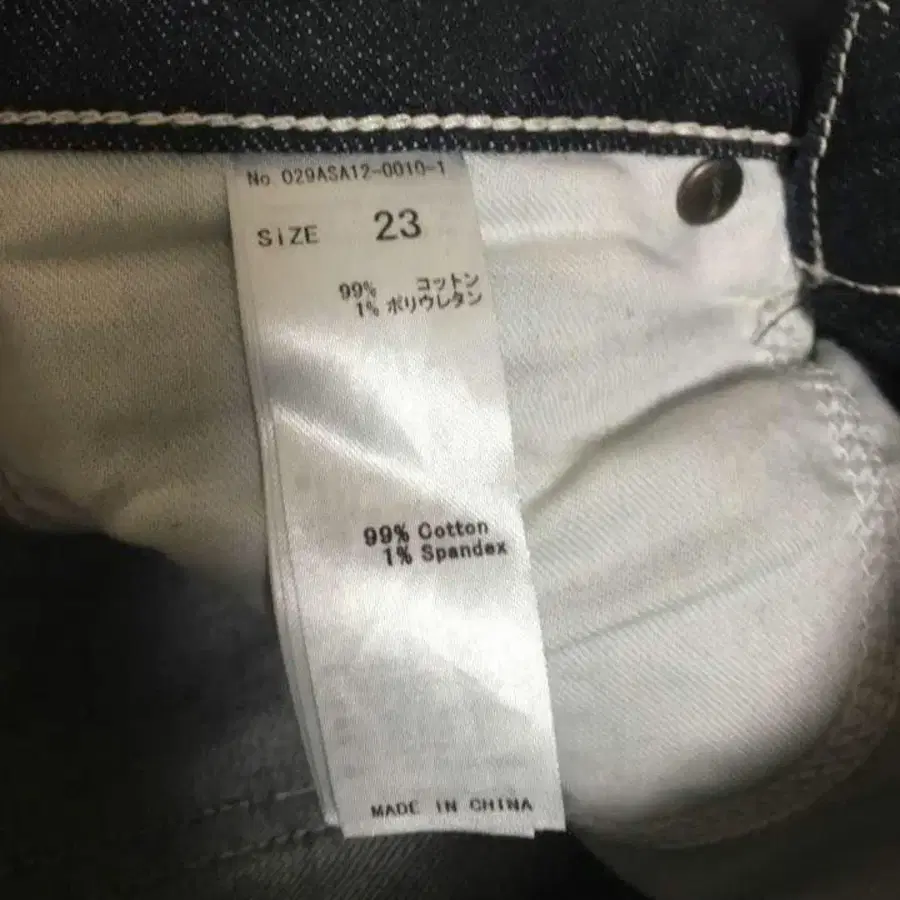 No 029ASA12-0010-1
SiZE 23
99% コットン
1% ポリウレタン
99% Cotton
1% Spandex
MADE IN CHINA